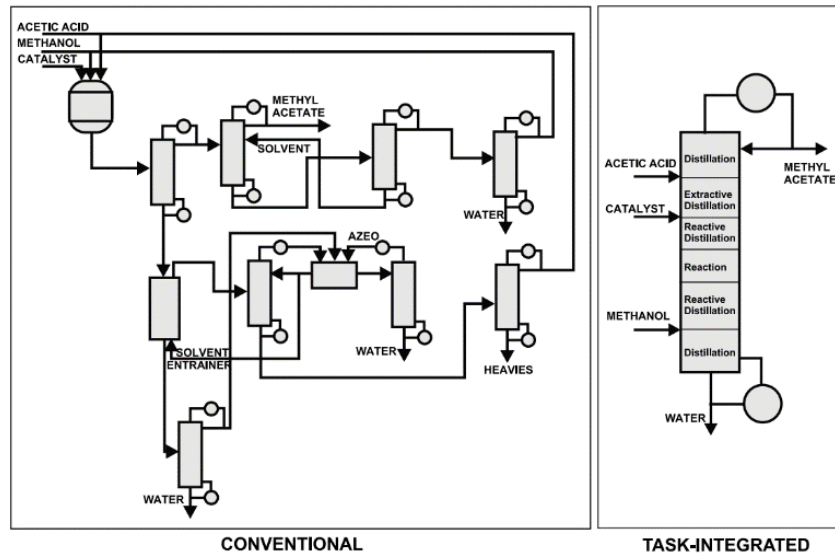 ACETIC ACID
METHANOL
CATALYST
METHYL
ACETATE
SOLVENT
WATER
AZEO
SOLVENT
ENTRAINER
WATER
HEAVIES
WATER
CONVENTIONAL
Distillation
ACETIC ACID
METHYL
ACETATE
Extractive
Distillation
CATALYST
Reactive
Distillation
Reaction
Reactive
Distillation
METHANOL
Distillation
WATER
TASK-INTEGRATED